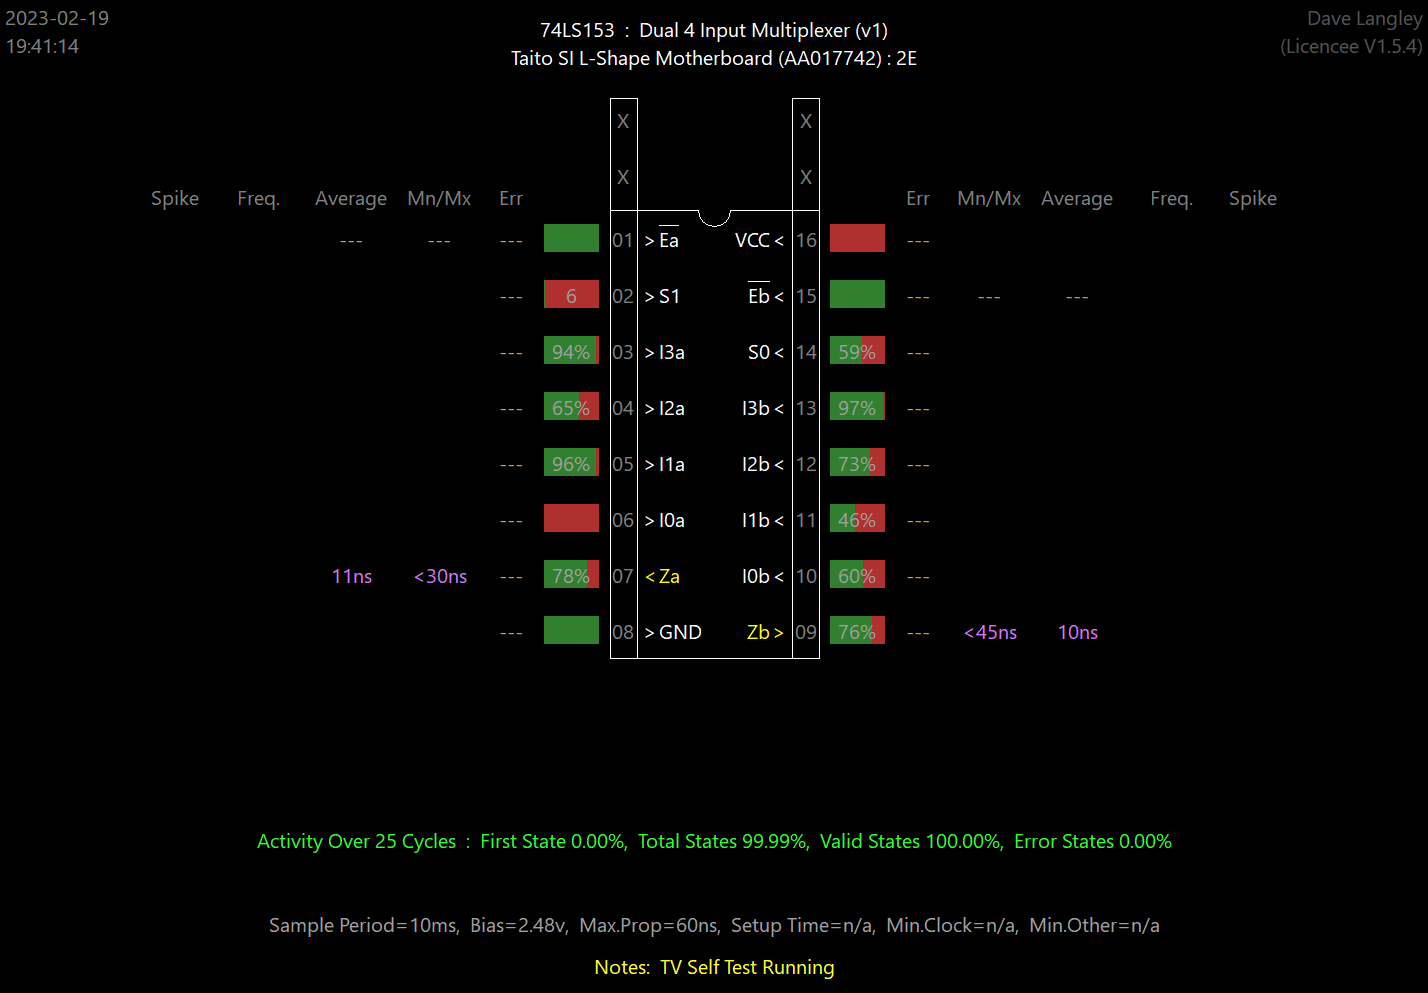 2023-02-19
19:41:14
74LS153 : Dual 4 Input Multiplexer (v1)
Taito SI L-Shape Motherboard (AA017742) : 2E
Dave Langley
(Licencee V1.5.4)
X X
X X
Spike Freq. Average Mn/Mx Err Err Mn/Mx Average Freq. Spike
--- --- --- 01 > Ea VCC < 16 ---
--- 6 02 > S1 Eb < 15 --- --- ---
--- 94% 03 > I3a S0 < 14 59% ---
--- 65% 04 > I2a I3b < 13 97% ---
--- 96% 05 > I1a I2b < 12 73% ---
--- 06 > I0a I1b < 11 46% ---
11ns <30ns --- 78% 07 < Za I0b < 10 60% ---
--- 08 > GND Zb > 09 76% --- <45ns 10ns
Activity Over 25 Cycles : First State 0.00%, Total States 99.99%, Valid States 100.00%, Error States 0.00%
Sample Period=10ms, Bias=2.48v, Max.Prop=60ns, Setup Time=n/a, Min.Clock=n/a, Min.Other=n/a
Notes: TV Self Test Running